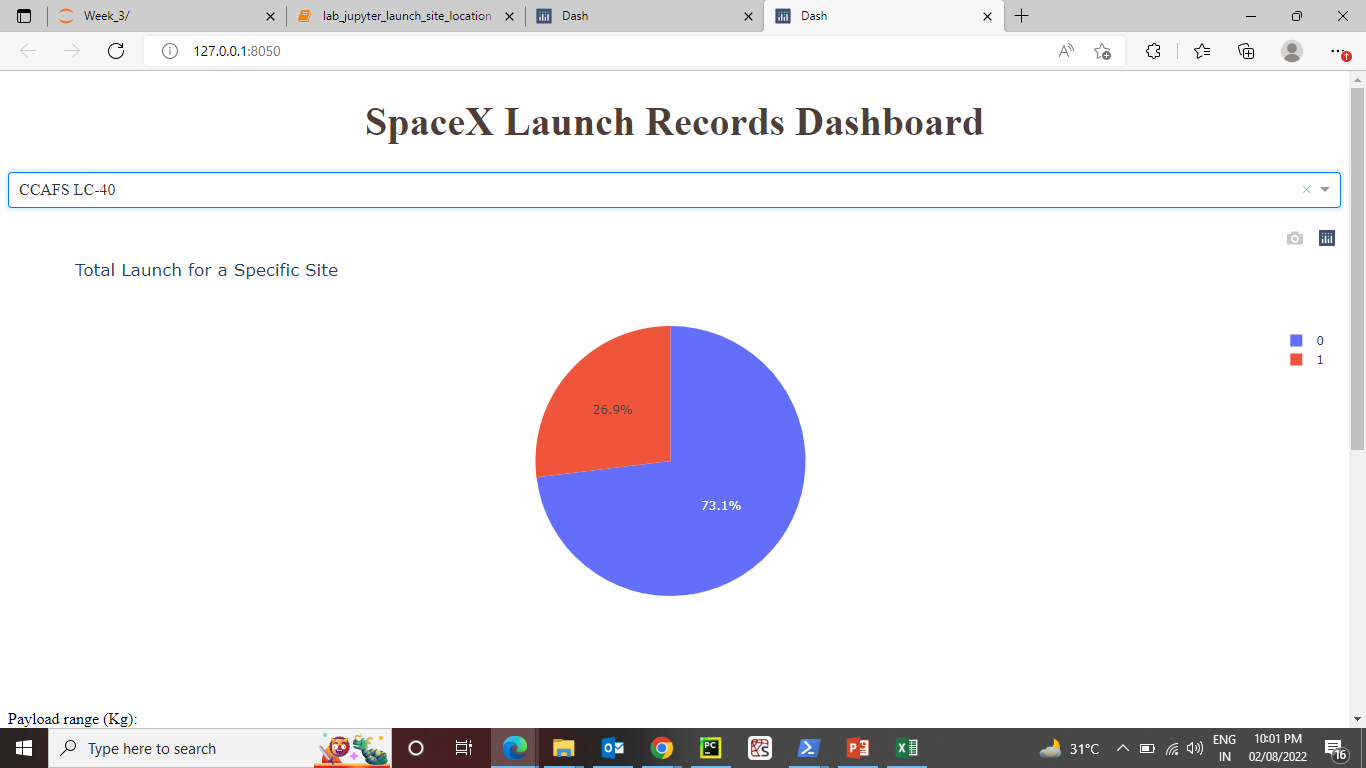 Week_3/
lab_jupyter_launch_site_location
Dash
Dash
127.0.0.1:8050
SpaceX Launch Records Dashboard
CCAFS LC-40
Total Launch for a Specific Site
0
1
26.9%
73.1%
Payload range (Kg):
Type here to search
31°C
ENG
IN
10:01 PM
02/08/2022
16